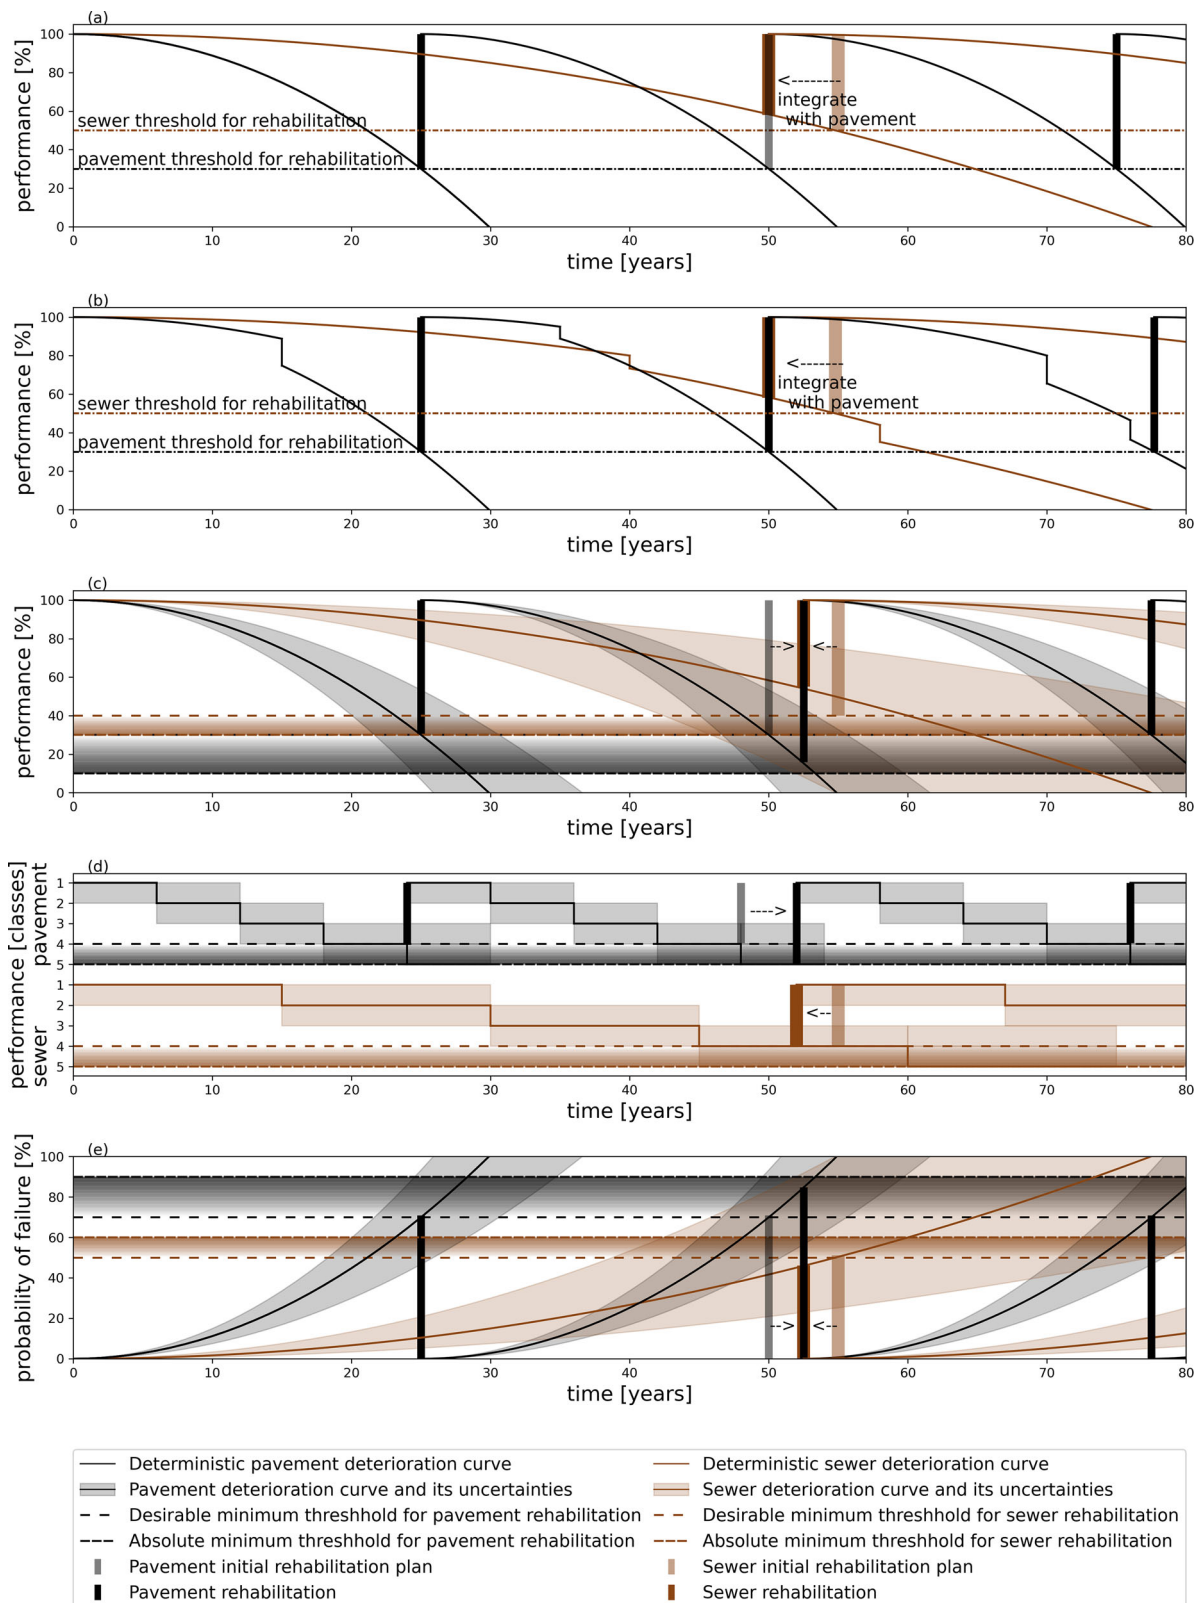 (a)
performance [%]
100
80
60
40
20
0
sewer threshold for rehabilitation
pavement threshold for rehabilitation
<--------
integrate
with pavement
0 10 20 30 40 50 60 70 80
time [years]
(b)
performance [%]
100
80
60
40
20
0
sewer threshold for rehabilitation
pavement threshold for rehabilitation
<--------
integrate
with pavement
0 10 20 30 40 50 60 70 80
time [years]
(c)
performance [%]
100
80
60
40
20
0
--> <--
0 10 20 30 40 50 60 70 80
time [years]
(d)
performance [classes]
sewer pavement
1
2
3
4
5
---->
1
2
3
4
5
<--
0 10 20 30 40 50 60 70 80
time [years]
(e)
probability of failure [%]
100
80
60
40
20
0
--> <--
0 10 20 30 40 50 60 70 80
time [years]
Deterministic pavement deterioration curve
Pavement deterioration curve and its uncertainties
Desirable minimum threshhold for pavement rehabilitation
Absolute minimum threshhold for pavement rehabilitation
Pavement initial rehabilitation plan
Pavement rehabilitation
Deterministic sewer deterioration curve
Sewer deterioration curve and its uncertainties
Desirable minimum threshhold for sewer rehabilitation
Absolute minimum threshhold for sewer rehabilitation
Sewer initial rehabilitation plan
Sewer rehabilitation